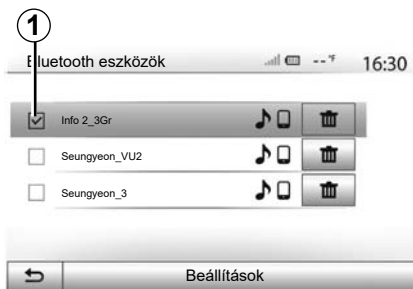 1
Bluetooth eszközök -- °F 16:30
Info 2_3Gr
Seungyeon_VU2
Seungyeon_3
Beállítások